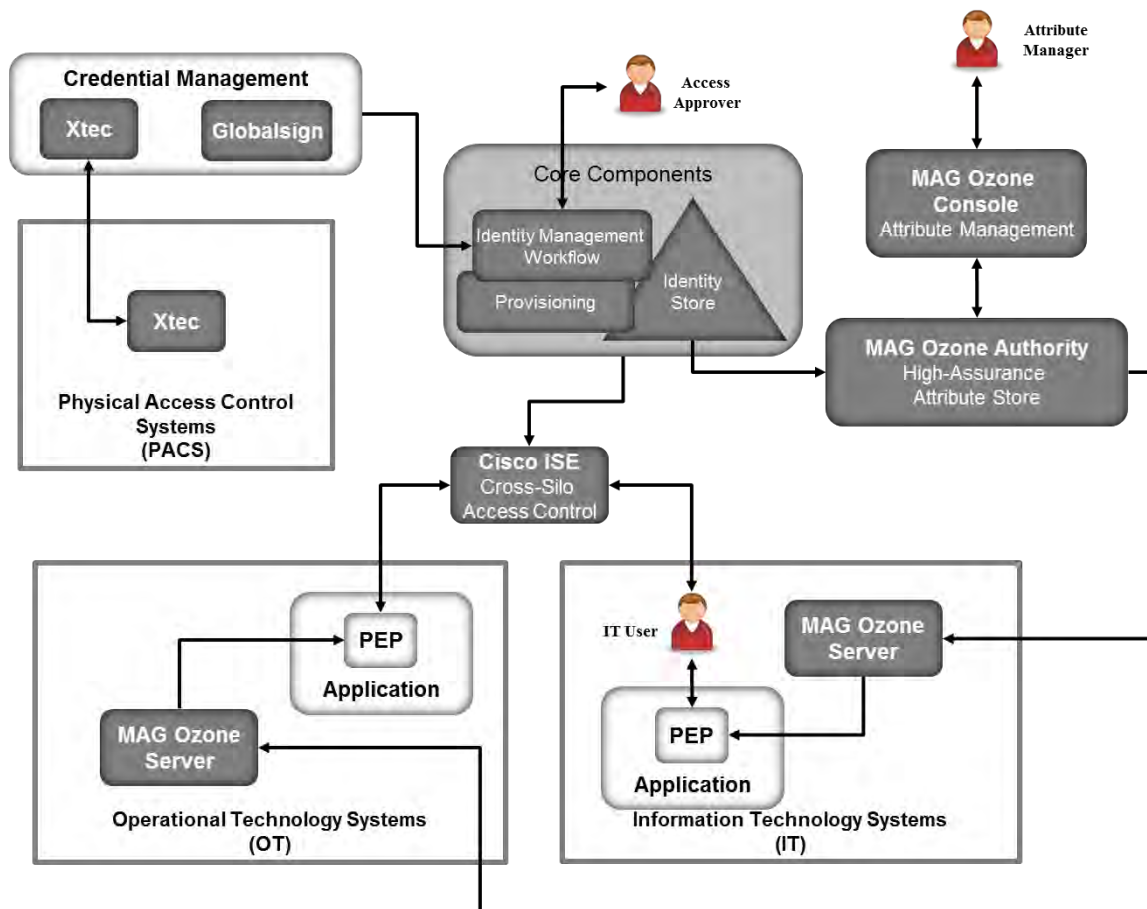 Attribute
Manager
Access
Approver
Credential Management
Xtec
Globalsign
Core Components
Identity Management
Workflow
Provisioning
Identity
Store
MAG Ozone
Console
Attribute Management
Xtec
Physical Access Control
Systems
(PACS)
MAG Ozone Authority
High-Assurance
Attribute Store
Cisco ISE
Cross-Silo
Access Control
PEP
Application
MAG Ozone
Server
Operational Technology Systems
(OT)
IT User
MAG Ozone
Server
PEP
Application
Information Technology Systems
(IT)